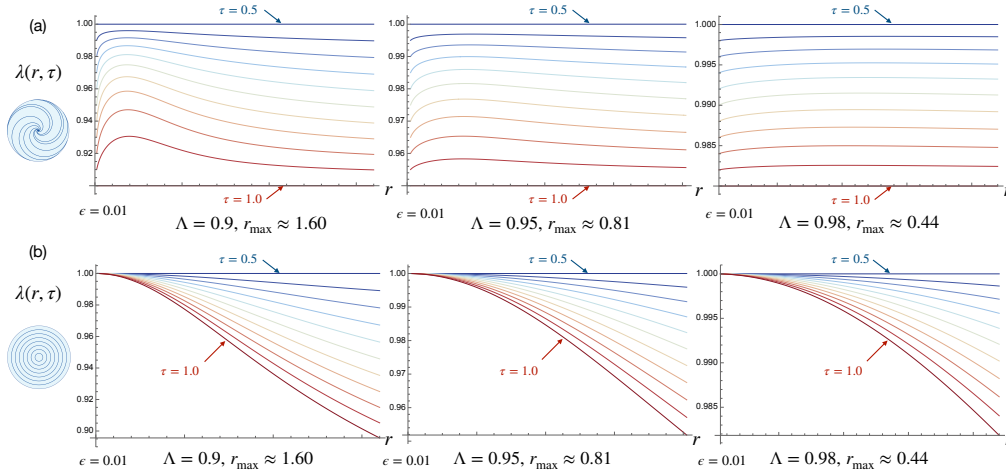 (a)
λ(r, τ)
τ = 0.5
1.00
0.98
0.96
0.94
0.92
τ = 1.0
r
ϵ = 0.01
Λ = 0.9, r_max ≈ 1.60
τ = 0.5
1.00
0.99
0.98
0.97
0.96
τ = 1.0
r
ϵ = 0.01
Λ = 0.95, r_max ≈ 0.81
τ = 0.5
1.000
0.995
0.990
0.985
τ = 1.0
r
ϵ = 0.01
Λ = 0.98, r_max ≈ 0.44
(b)
λ(r, τ)
τ = 0.5
1.00
0.98
0.96
0.94
0.92
0.90
τ = 1.0
r
ϵ = 0.01
Λ = 0.9, r_max ≈ 1.60
τ = 0.5
1.00
0.99
0.98
0.97
0.96
τ = 1.0
r
ϵ = 0.01
Λ = 0.95, r_max ≈ 0.81
τ = 0.5
1.000
0.995
0.990
0.985
τ = 1.0
r
ϵ = 0.01
Λ = 0.98, r_max ≈ 0.44